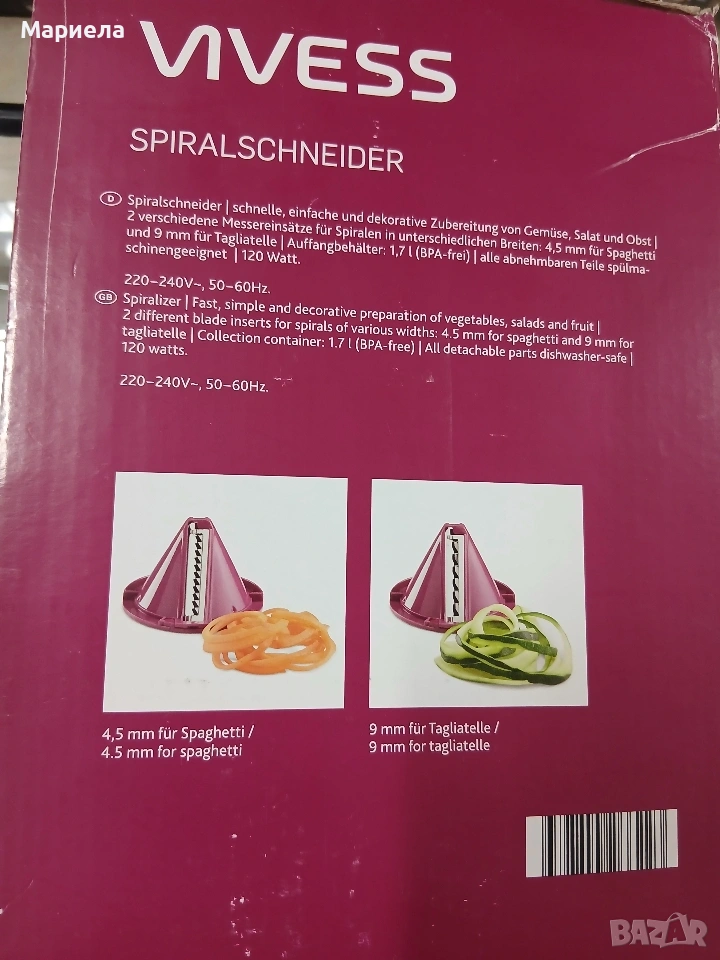 Мариела
VIVESS
SPIRALSCHNEIDER
D Spiralschneider | schnelle, einfache und dekorative Zubereitung von Gemüse, Salat und Obst |
2 verschiedene Messereinsätze für Spiralen in unterschiedlichen Breiten: 4,5 mm für Spaghetti
und 9 mm für Tagliatelle | Auffangbehälter: 1,7 l (BPA-frei) | alle abnehmbaren Teile spülma-
schinengeeignet | 120 Watt.
220–240V~, 50–60Hz.
GB Spiralizer | Fast, simple and decorative preparation of vegetables, salads and fruit |
2 different blade inserts for spirals of various widths: 4.5 mm for spaghetti and 9 mm for
tagliatelle | Collection container: 1.7 l (BPA-free) | All detachable parts dishwasher-safe |
120 watts.
220–240V~, 50–60Hz.
4,5 mm für Spaghetti /
4.5 mm for spaghetti
9 mm für Tagliatelle /
9 mm for tagliatelle
BAZAR